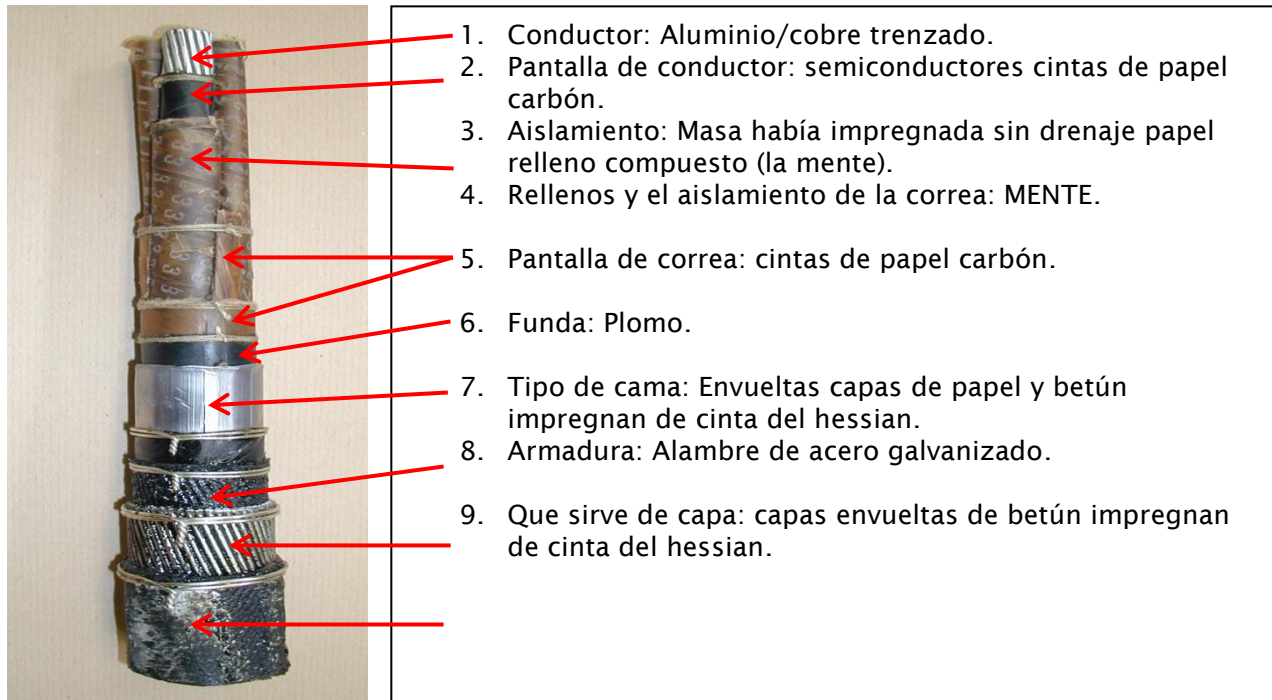 1. Conductor: Aluminio/cobre trenzado.
2. Pantalla de conductor: semiconductores cintas de papel
carbón.
3. Aislamiento: Masa había impregnada sin drenaje papel
relleno compuesto (la mente).
4. Rellenos y el aislamiento de la correa: MENTE.
5. Pantalla de correa: cintas de papel carbón.
6. Funda: Plomo.
7. Tipo de cama: Envueltas capas de papel y betún
impregnan de cinta del hessian.
8. Armadura: Alambre de acero galvanizado.
9. Que sirve de capa: capas envueltas de betún impregnan
de cinta del hessian.